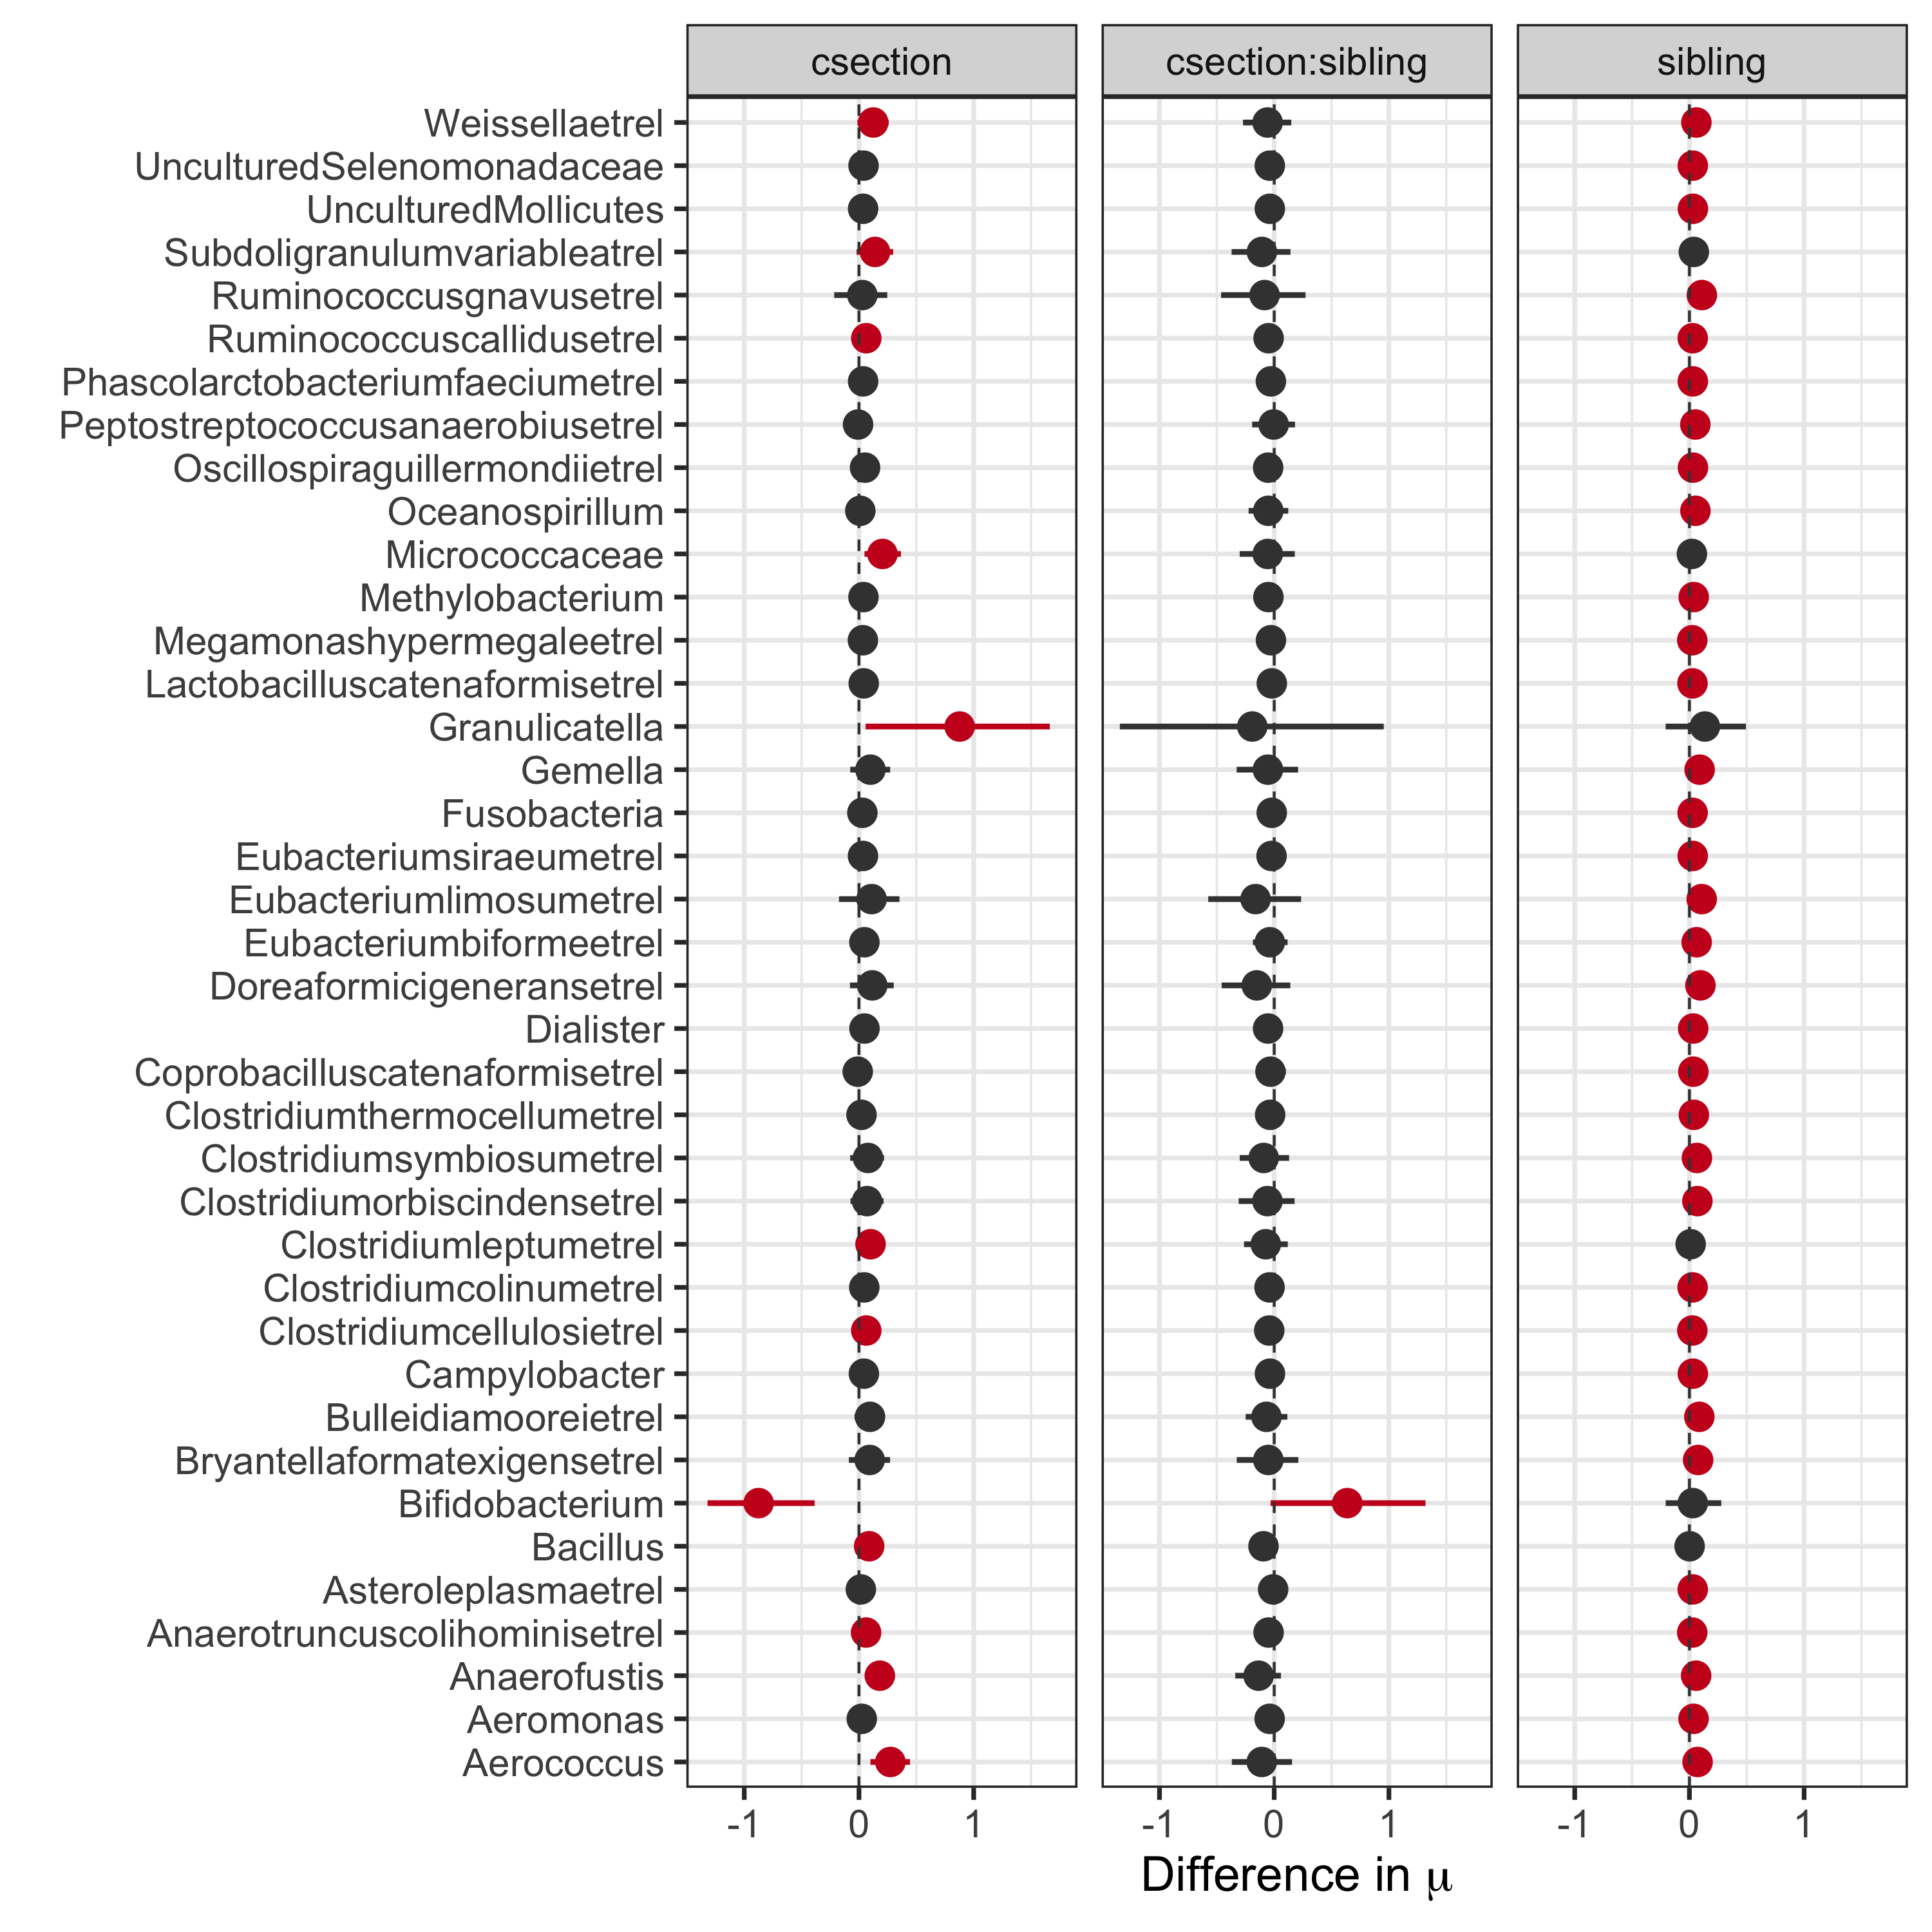 csection csection:sibling sibling
Weissellaetrel
UnculturedSelenomonadaceae
UnculturedMollicutes
Subdoligranulumvariableatrel
Ruminococcusgnavusetrel
Ruminococcuscallidusetrel
Phascolarctobacteriumfaeciumetrel
Peptostreptococcusanaerobiusetrel
Oscillospiraguillermondiietrel
Oceanospirillum
Micrococcaceae
Methylobacterium
Megamonashypermegaleetrel
Lactobacilluscatenaformisetrel
Granulicatella
Gemella
Fusobacteria
Eubacteriumsiraeumetrel
Eubacteriumlimosumetrel
Eubacteriumbiformeetrel
Doreaformicigeneransetrel
Dialister
Coprobacilluscatenaformisetrel
Clostridiumthermocellumetrel
Clostridiumsymbiosumetrel
Clostridiumorbiscindensetrel
Clostridiumleptumetrel
Clostridiumcolinumetrel
Clostridiumcellulosietrel
Campylobacter
Bulleidiamooreietrel
Bryantellaformatexigensetrel
Bifidobacterium
Bacillus
Asteroleplasmaetrel
Anaerotruncuscolihominisetrel
Anaerofustis
Aeromonas
Aerococcus
-1 0 1 -1 0 1 -1 0 1
Difference in μ